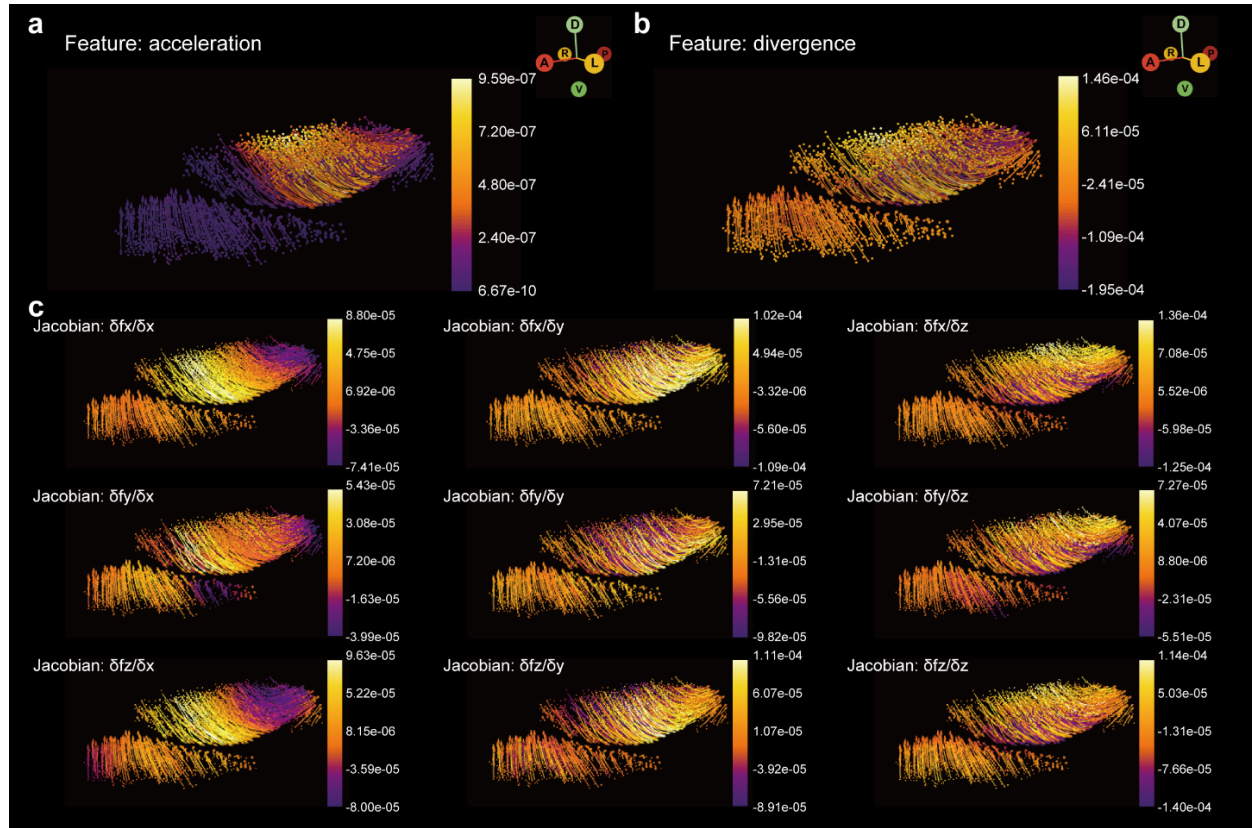 a
Feature: acceleration
D
R
P
A
L
V
9.59e-07
7.20e-07
4.80e-07
2.40e-07
6.67e-10
b
Feature: divergence
D
R
P
A
L
V
1.46e-04
6.11e-05
-2.41e-05
-1.09e-04
-1.95e-04
c
Jacobian: δfx/δx
8.80e-05
4.75e-05
6.92e-06
-3.36e-05
-7.41e-05
Jacobian: δfx/δy
1.02e-04
4.94e-05
-3.32e-06
-5.60e-05
-1.09e-04
Jacobian: δfx/δz
1.36e-04
7.08e-05
5.52e-06
-5.98e-05
-1.25e-04
Jacobian: δfy/δx
5.43e-05
3.08e-05
7.20e-06
-1.63e-05
-3.99e-05
Jacobian: δfy/δy
7.21e-05
2.95e-05
-1.31e-05
-5.56e-05
-9.82e-05
Jacobian: δfy/δz
7.27e-05
4.07e-05
8.80e-06
-2.31e-05
-5.51e-05
Jacobian: δfz/δx
9.63e-05
5.22e-05
8.15e-06
-3.59e-05
-8.00e-05
Jacobian: δfz/δy
1.11e-04
6.07e-05
1.07e-05
-3.92e-05
-8.91e-05
Jacobian: δfz/δz
1.14e-04
5.03e-05
-1.31e-05
-7.66e-05
-1.40e-04